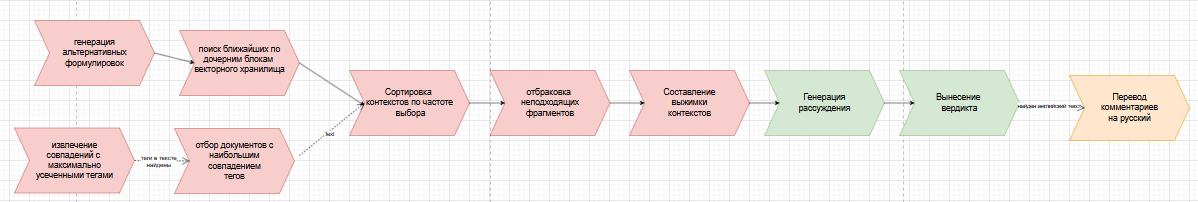 генерация
альтернативных
формулировок
поиск ближайших по
дочерним блокам
векторного хранилища
извлечение
совпадений с
максимально
усеченными тегами
теги в тексте
найдены
отбор документов с
наибольшим
совпадением
тегов
Text
Сортировка
контекстов по частоте
выбора
отбраковка
неподходящих
фрагментов
Составление
выжимки
контекстов
Генерация
рассуждения
Вынесение
вердикта
найден английский текст
Перевод
комментариев
на русский